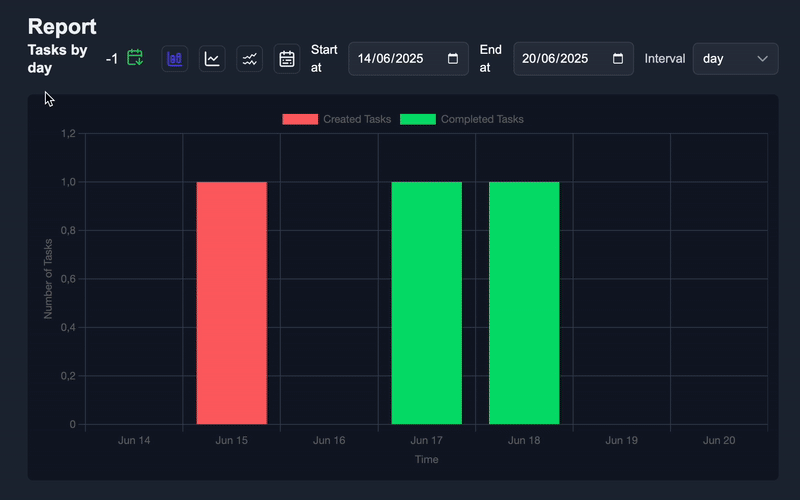 Report
Tasks by
day
-1
Start
at
14/06/2025
End
at
20/06/2025
Interval
day
Created Tasks
Completed Tasks
1,2
1,0
0,8
0,6
0,4
0,2
0
Number of Tasks
Jun 14
Jun 15
Jun 16
Jun 17
Jun 18
Jun 19
Jun 20
Time